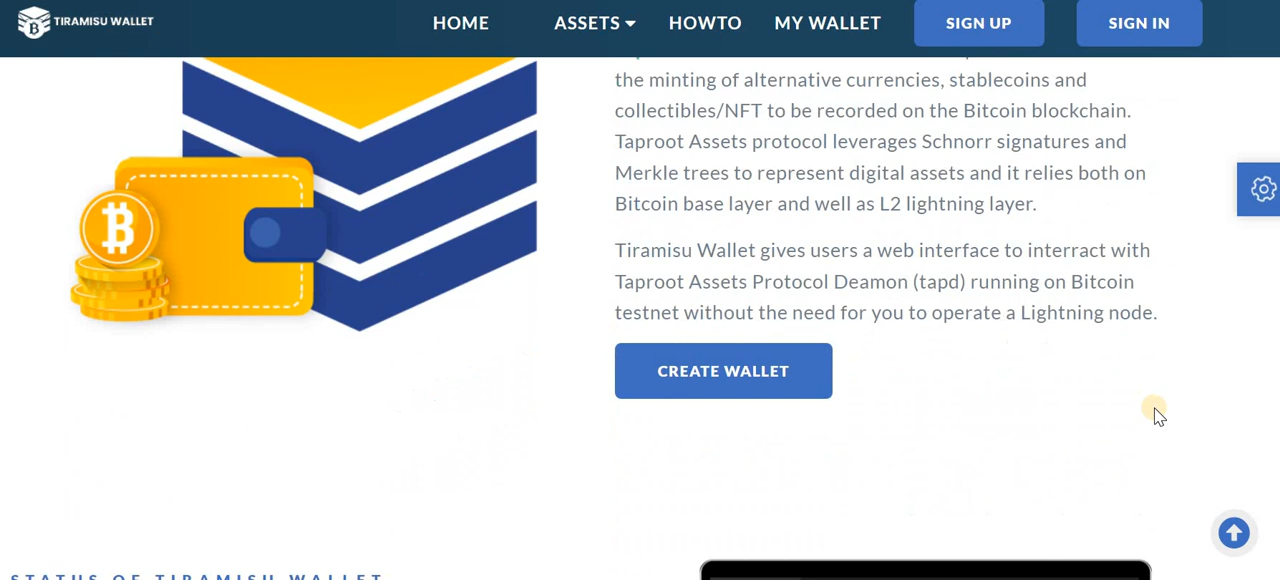 TIRAMISU WALLET
HOME
ASSETS
HOWTO
MY WALLET
SIGN UP
SIGN IN
the minting of alternative currencies, stablecoins and
collectibles/NFT to be recorded on the Bitcoin blockchain.
Taproot Assets protocol leverages Schnorr signatures and
Merkle trees to represent digital assets and it relies both on
Bitcoin base layer and well as L2 lightning layer.
Tiramisu Wallet gives users a web interface to interract with
Taproot Assets Protocol Deamon (tapd) running on Bitcoin
testnet without the need for you to operate a Lightning node.
CREATE WALLET
STATUS OF TIRAMISU WALLET